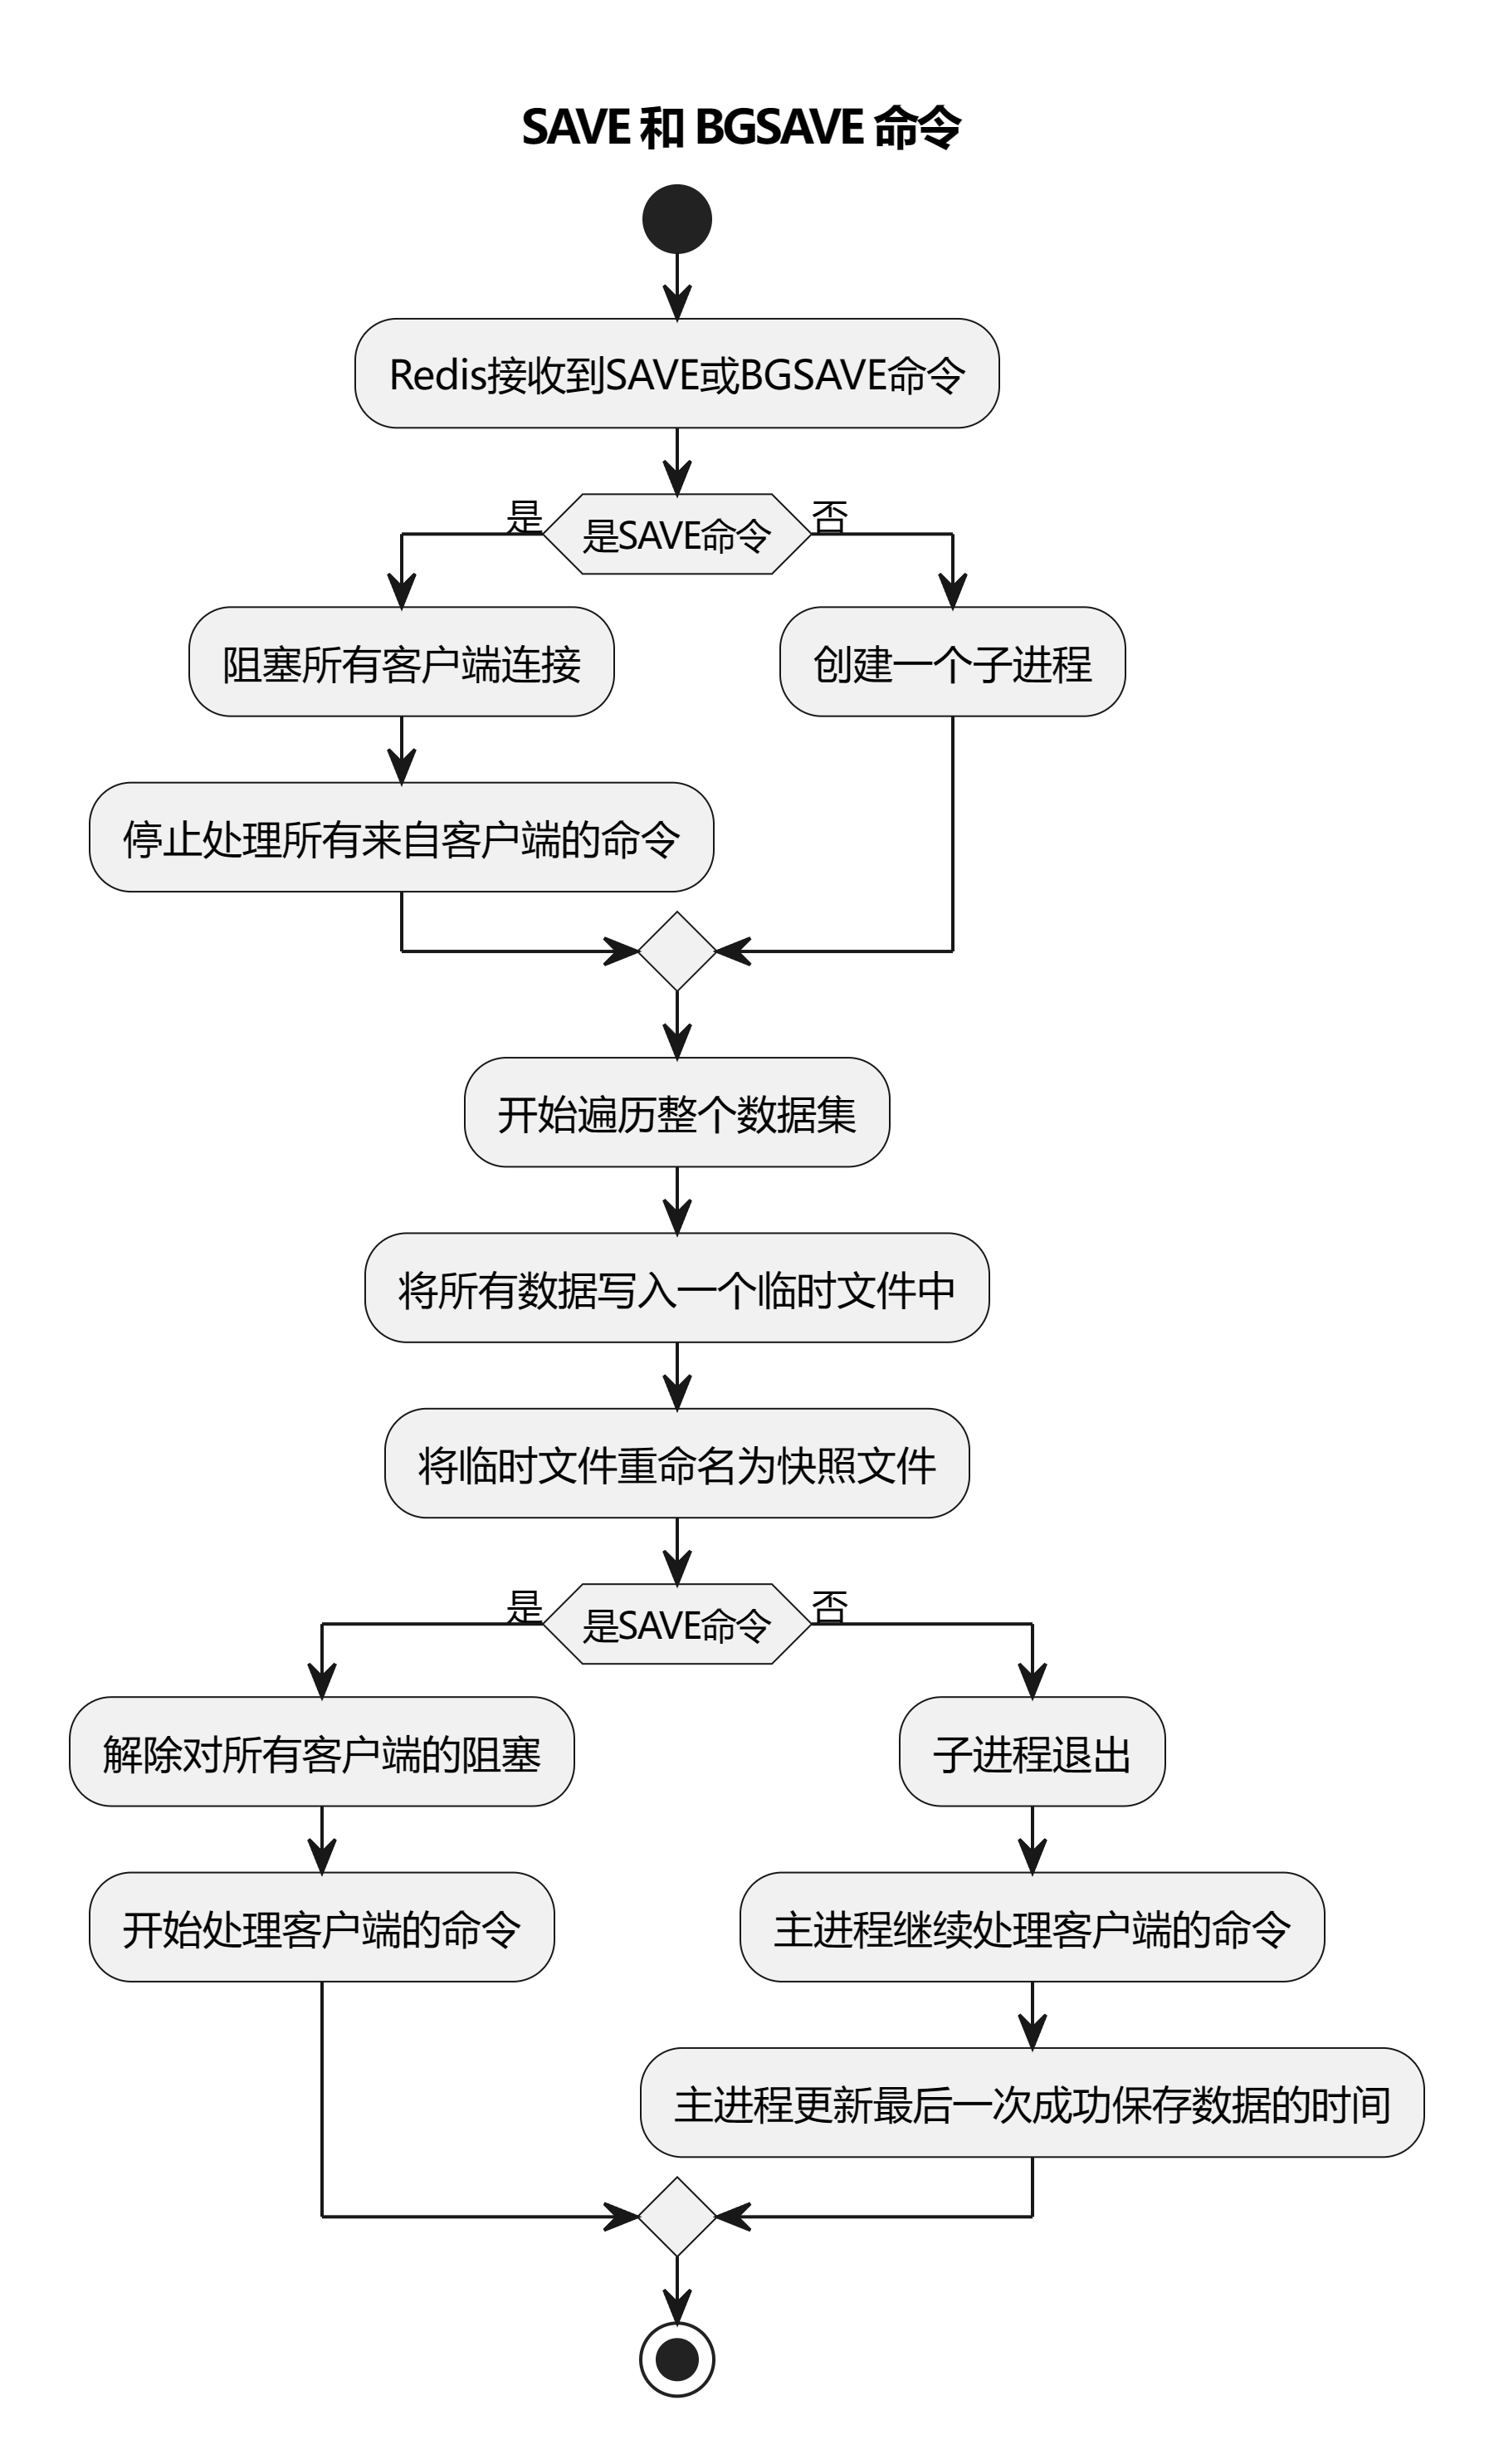 SAVE 和 BGSAVE 命令
Redis接收到SAVE或BGSAVE命令
是
是SAVE命令
否
阻塞所有客户端连接
创建一个子进程
停止处理所有来自客户端的命令
开始遍历整个数据集
将所有数据写入一个临时文件中
将临时文件重命名为快照文件
是
是SAVE命令
否
解除对所有客户端的阻塞
子进程退出
开始处理客户端的命令
主进程继续处理客户端的命令
主进程更新最后一次成功保存数据的时间